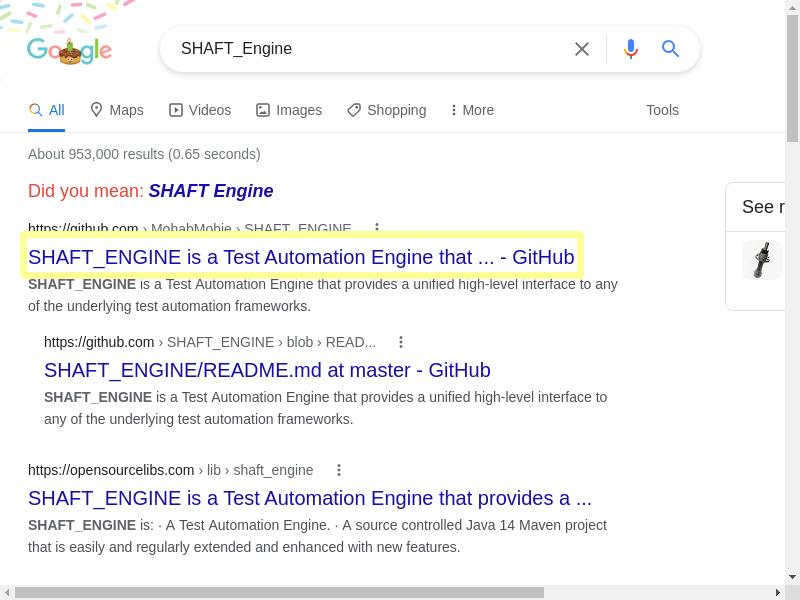 Google
SHAFT_Engine
All Maps Videos Images Shopping More Tools
About 953,000 results (0.65 seconds)
Did you mean: SHAFT Engine
https://github.com › MohabMohie › SHAFT_ENGINE
SHAFT_ENGINE is a Test Automation Engine that ... - GitHub
SHAFT_ENGINE is a Test Automation Engine that provides a unified high-level interface to any
of the underlying test automation frameworks.
https://github.com › SHAFT_ENGINE › blob › READ...
SHAFT_ENGINE/README.md at master - GitHub
SHAFT_ENGINE is a Test Automation Engine that provides a unified high-level interface to
any of the underlying test automation frameworks.
https://opensourcelibs.com › lib › shaft_engine
SHAFT_ENGINE is a Test Automation Engine that provides a ...
SHAFT_ENGINE is: · A Test Automation Engine. · A source controlled Java 14 Maven project
that is easily and regularly extended and enhanced with new features.
See r